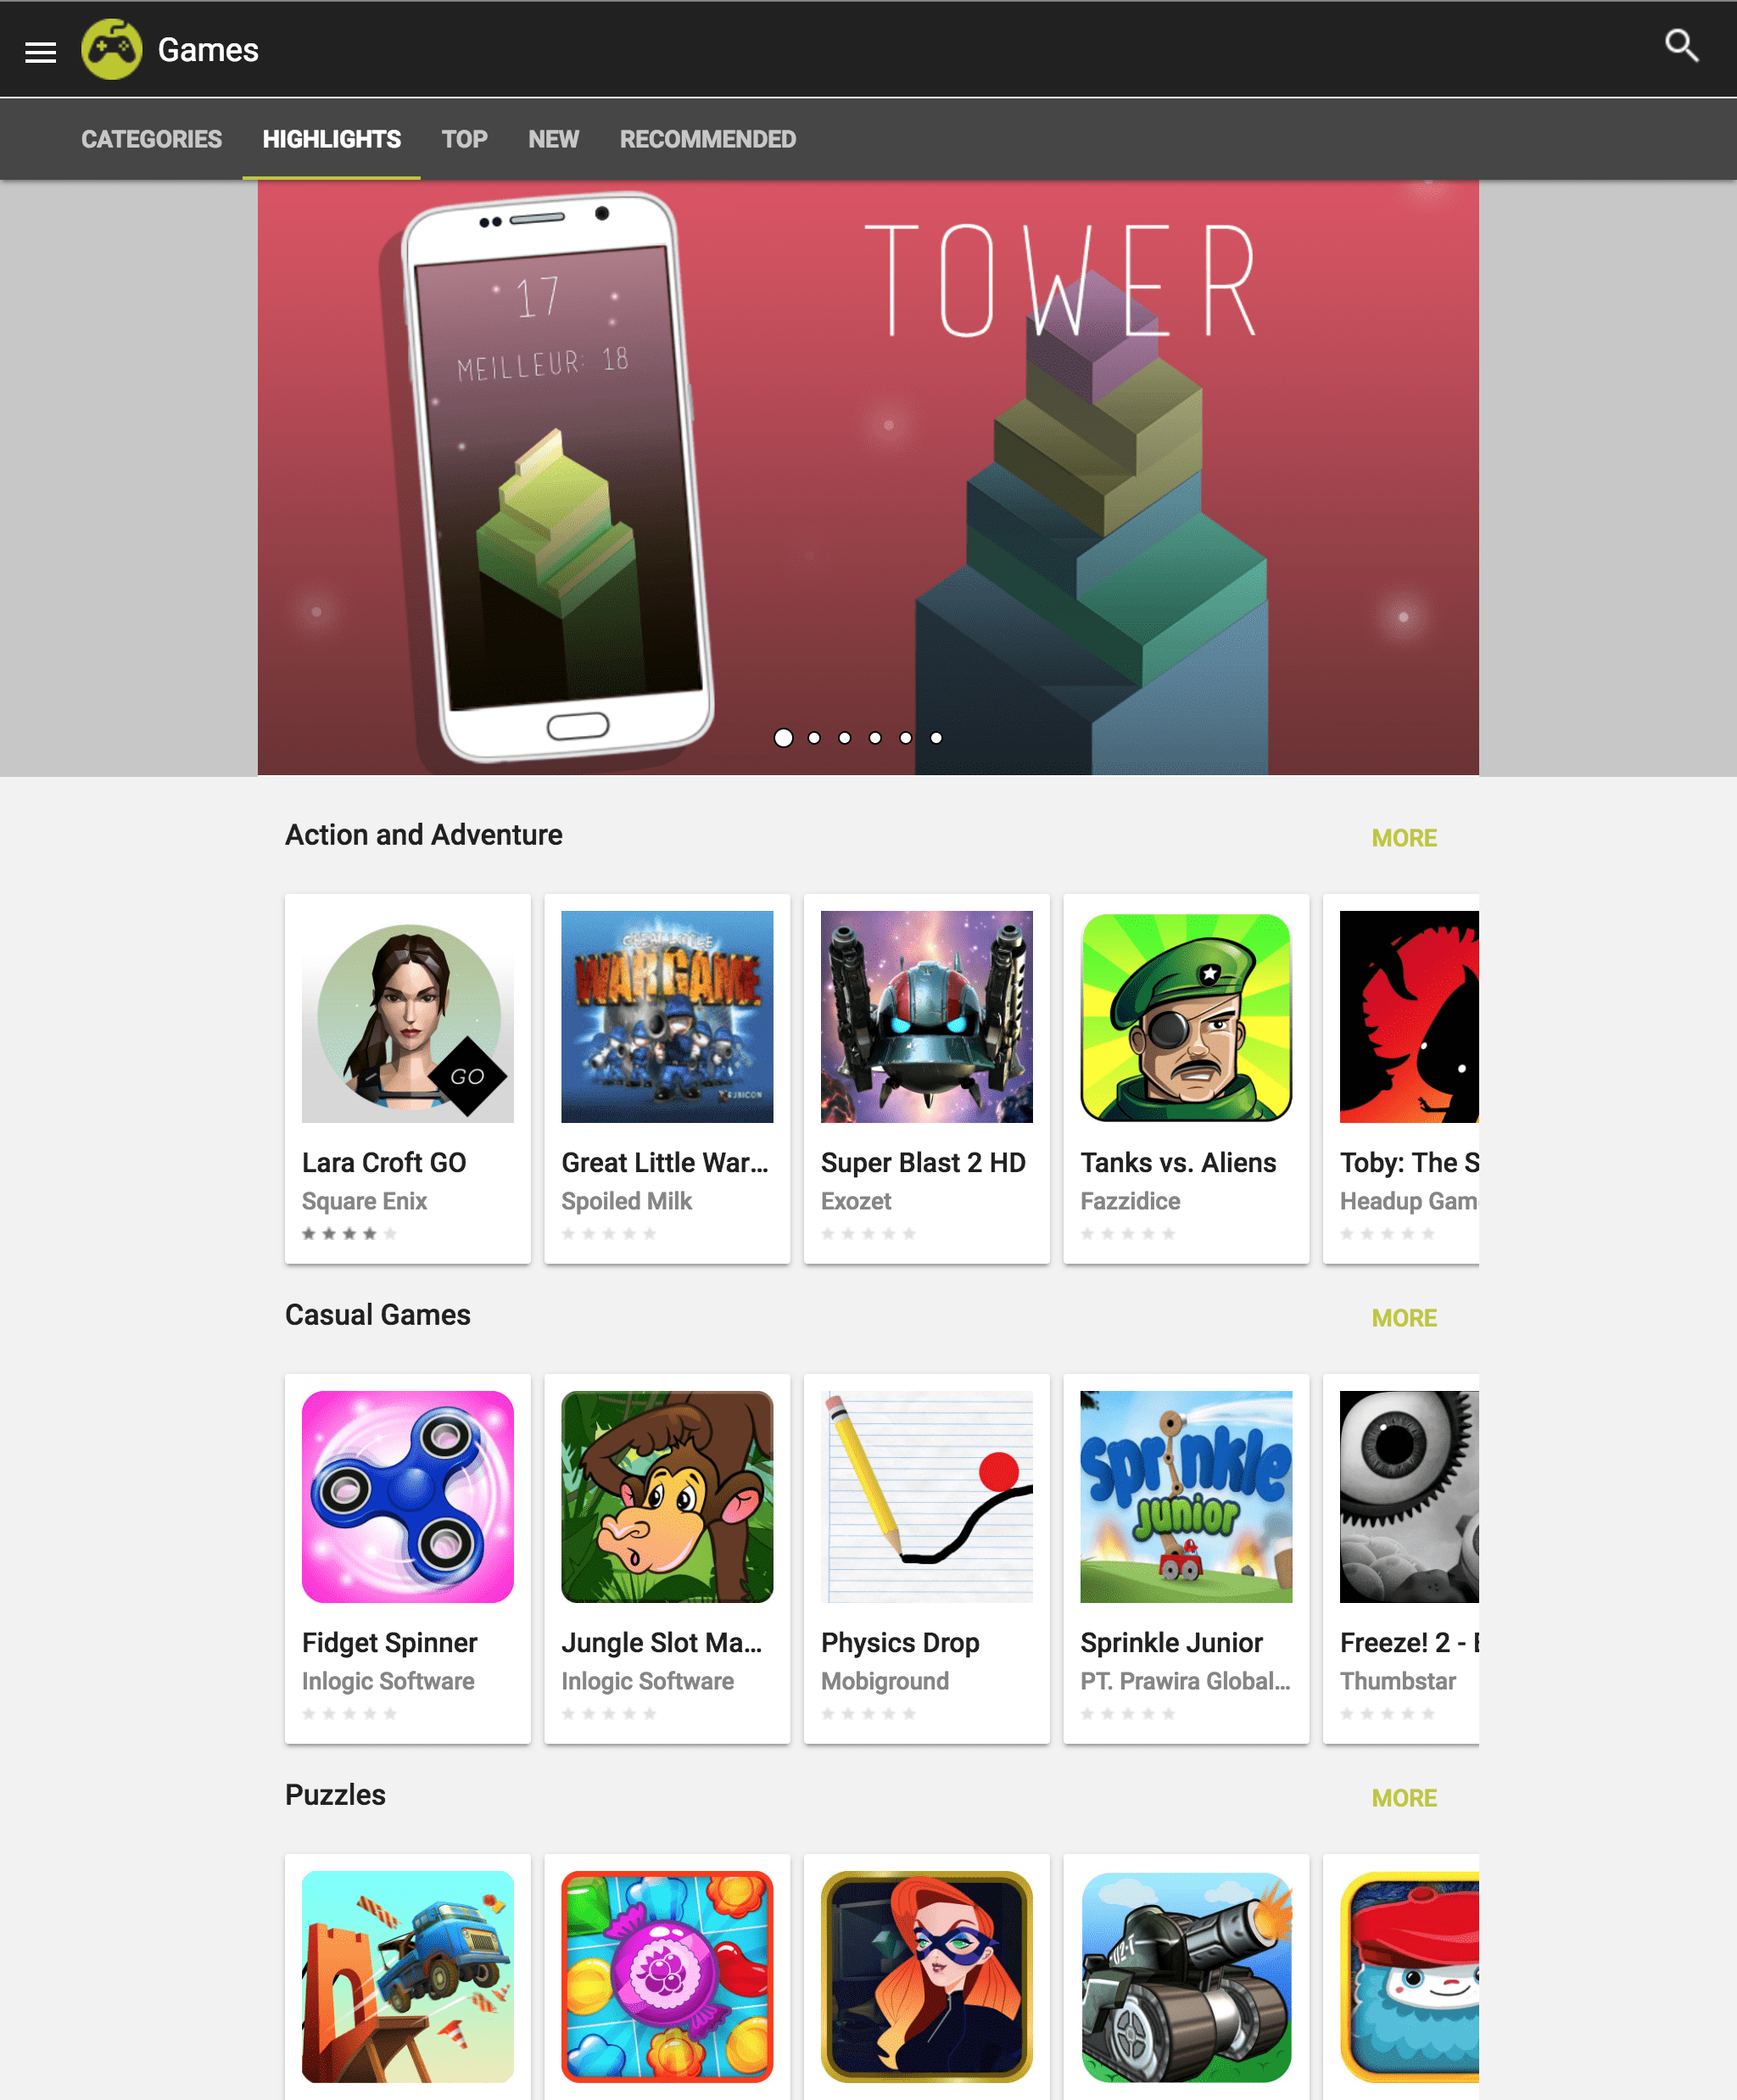 Games
CATEGORIES HIGHLIGHTS TOP NEW RECOMMENDED
TOWER
17
MEILLEUR: 18
Action and Adventure MORE
GO
GREAT LITTLE
WARGAME
RUBICON
Lara Croft GO
Square Enix
Great Little War...
Spoiled Milk
Super Blast 2 HD
Exozet
Tanks vs. Aliens
Fazzidice
Toby: The S
Headup Gam
Casual Games MORE
Sprinkle
junior
Fidget Spinner
Inlogic Software
Jungle Slot Ma...
Inlogic Software
Physics Drop
Mobiground
Sprinkle Junior
PT. Prawira Global...
Freeze! 2 -
Thumbstar
Puzzles MORE